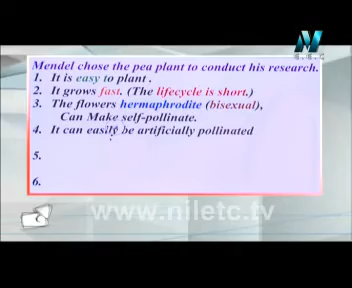 Mendel chose the pea plant to conduct his research.
1. It is easy to plant .
2. It grows fast. (The lifecycle is short.)
3. The flowers hermaphrodite (bisexual),
Can Make self-pollinate.
4. It can easily be artificially pollinated
5.
6.
www.niletc.tv